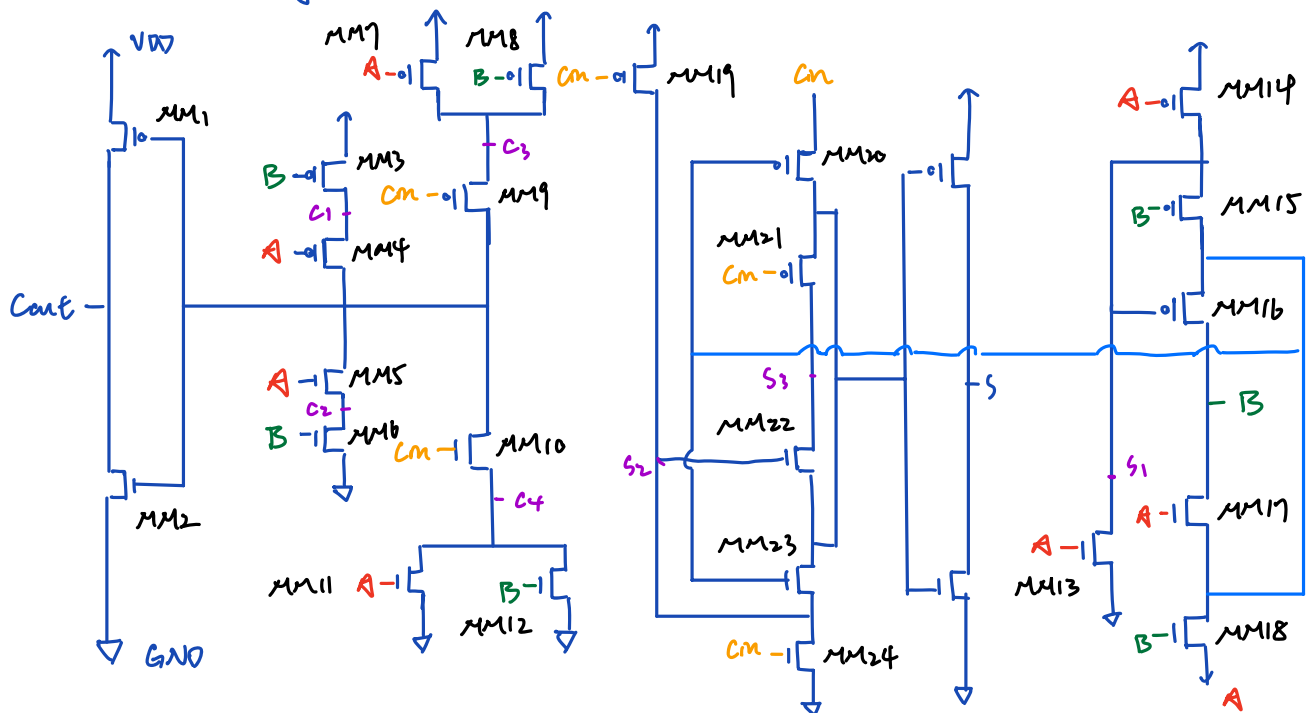 VDD
MM1
Cout
MM2
GND
B
MM3
C1
A
MM4
A
MM5
C2
B
MM6
MM7
A
MM8
B
C3
Cin
MM9
Cin
MM10
C4
MM11
A
B
MM12
Cin
MM19
Cin
MM20
MM21
Cin
S3
MM22
S2
MM23
Cin
MM24
S
A
MM14
B
MM15
MM16
B
S1
A
MM17
A
MM13
B
MM18
A